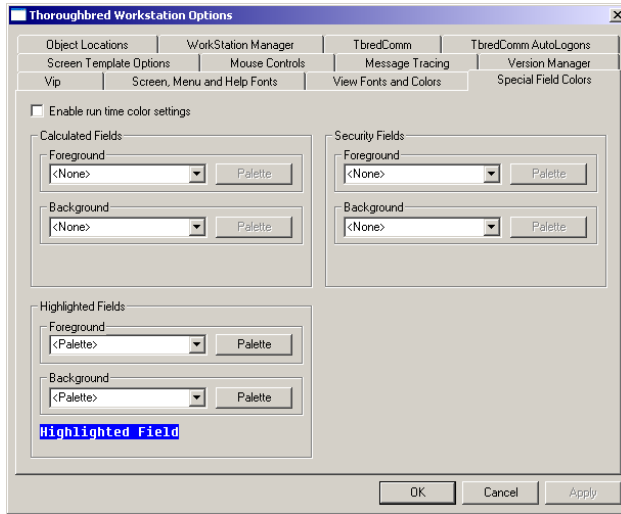 Thoroughbred Workstation Options
Object Locations WorkStation Manager TbredComm TbredComm AutoLogons
Screen Template Options Mouse Controls Message Tracing Version Manager
Vip Screen, Menu and Help Fonts View Fonts and Colors Special Field Colors
Enable run time color settings
Calculated Fields
Foreground
<None> Palette
Background
<None> Palette
Security Fields
Foreground
<None> Palette
Background
<None> Palette
Highlighted Fields
Foreground
<Palette> Palette
Background
<Palette> Palette
Highlighted Field
OK Cancel Apply